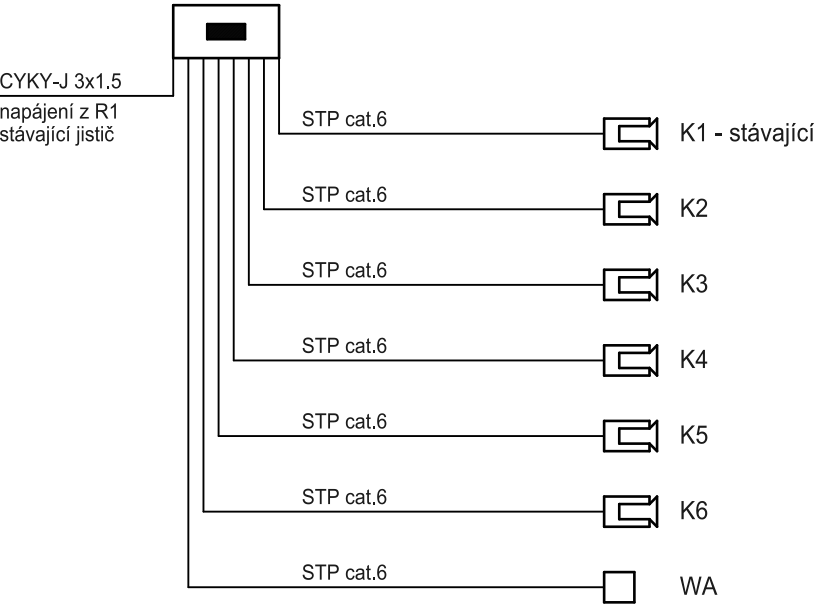 CYKY-J 3x1.5
napájení z R1
stávající jistič
STP cat.6
K1 - stávající
STP cat.6
K2
STP cat.6
K3
STP cat.6
K4
STP cat.6
K5
STP cat.6
K6
STP cat.6
WA